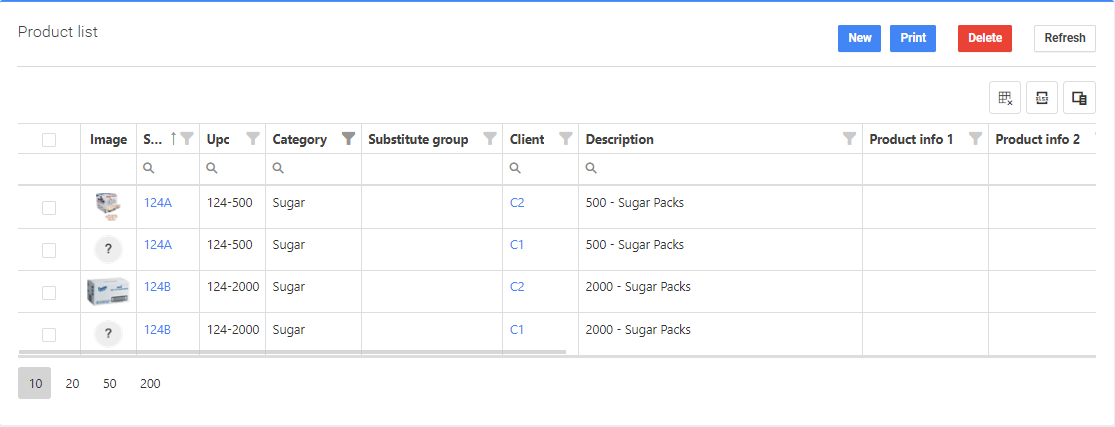 Product list
New Print Delete Refresh
XLSX
Image S... Upc Category Substitute group Client Description Product info 1 Product info 2
124A 124-500 Sugar C2 500 - Sugar Packs
? 124A 124-500 Sugar C1 500 - Sugar Packs
124B 124-2000 Sugar C2 2000 - Sugar Packs
? 124B 124-2000 Sugar C1 2000 - Sugar Packs
10 20 50 200